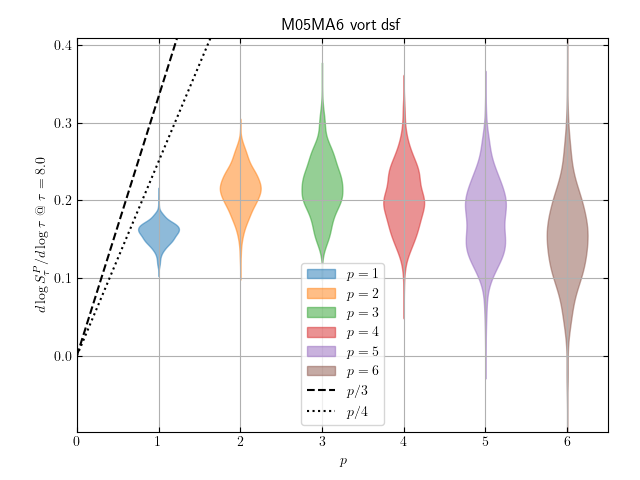 M05MA6 vort dsf
d log S_τ^P / d log τ @ τ = 8.0
0.4
0.3
0.2
0.1
0.0
p = 1
p = 2
p = 3
p = 4
p = 5
p = 6
p/3
p/4
0 1 2 3 4 5 6
p